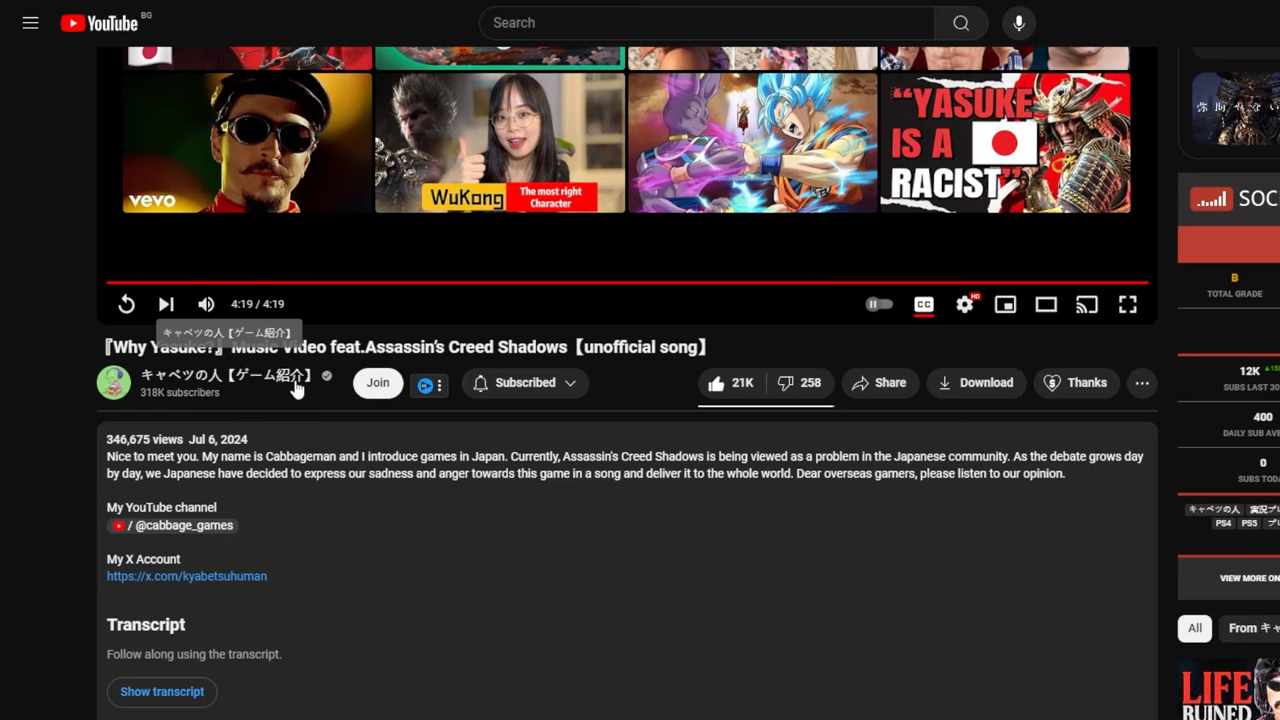 YouTube BG
Search
vevo
WuKong
The most right
Character
"YASUKE
IS A
RACIST"
SOC
B
TOTAL GRADE
4:19 / 4:19
CC
HD
キャベツの人【ゲーム紹介】
『Why Yasuke?』 Music Video feat.Assassin's Creed Shadows【unofficial song】
キャベツの人【ゲーム紹介】
318K subscribers
Join
Subscribed
21K
258
Share
Download
Thanks
12K
SUBS LAST 30
400
DAILY SUB AVE
0
SUBS TODA
キャベツの人
PS4 PS5
VIEW MORE ON
All
From キャ
LIFE
RUINED
346,675 views Jul 6, 2024
Nice to meet you. My name is Cabbageman and I introduce games in Japan. Currently, Assassin's Creed Shadows is being viewed as a problem in the Japanese community. As the debate grows day
by day, we Japanese have decided to express our sadness and anger towards this game in a song and deliver it to the whole world. Dear overseas gamers, please listen to our opinion.
My YouTube channel
/ @cabbage_games
My X Account
https://x.com/kyabetsuhuman
Transcript
Follow along using the transcript.
Show transcript